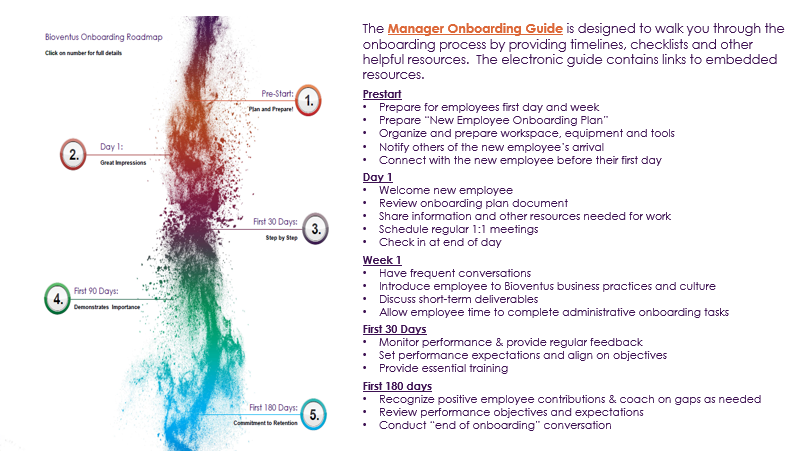 Bioventus Onboarding Roadmap
Click on number for full details
Pre-Start:
Plan and Prepare!
1.
2.
Day 1:
Great Impressions
First 30 Days:
Step by Step
3.
4.
First 90 Days:
Demonstrates Importance
First 180 Days:
Commitment to Retention
5.
The Manager Onboarding Guide is designed to walk you through the
onboarding process by providing timelines, checklists and other
helpful resources. The electronic guide contains links to embedded
resources.
Prestart
• Prepare for employees first day and week
• Prepare “New Employee Onboarding Plan”
• Organize and prepare workspace, equipment and tools
• Notify others of the new employee’s arrival
• Connect with the new employee before their first day
Day 1
• Welcome new employee
• Review onboarding plan document
• Share information and other resources needed for work
• Schedule regular 1:1 meetings
• Check in at end of day
Week 1
• Have frequent conversations
• Introduce employee to Bioventus business practices and culture
• Discuss short-term deliverables
• Allow employee time to complete administrative onboarding tasks
First 30 Days
• Monitor performance & provide regular feedback
• Set performance expectations and align on objectives
• Provide essential training
First 180 days
• Recognize positive employee contributions & coach on gaps as needed
• Review performance objectives and expectations
• Conduct “end of onboarding” conversation